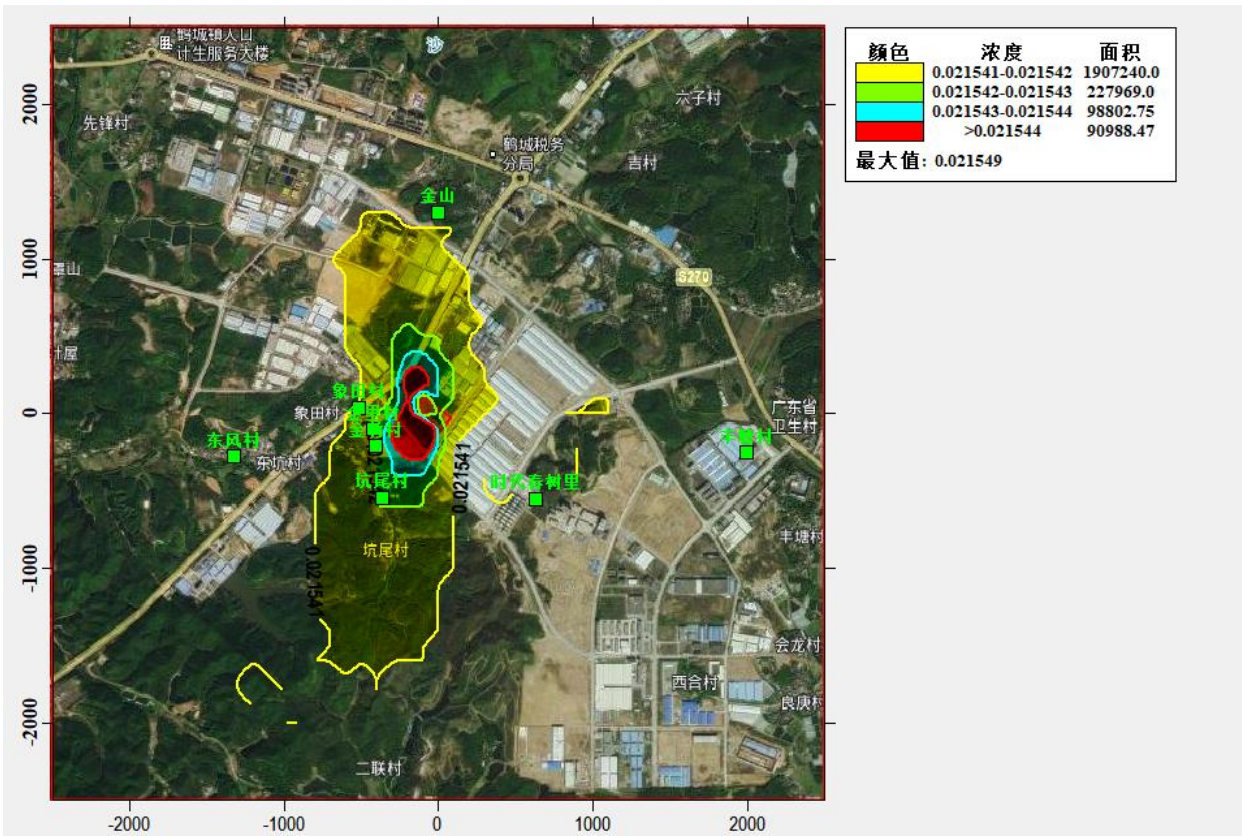 鹤城镇人口
计生服务大楼
沙
六子村
先锋村
鹤城税务
分局
吉村
金山
S270
象田村
象田村
广东省
卫生村
东风村
东坑村
坑尾村
时代春树里
0.021541
丰塘村
坑尾村
0.021541
会龙村
西合村
良庚村
二联村
2000
1000
0
-1000
-2000
-2000
-1000
0
1000
2000
颜色 浓度 面积
0.021541-0.021542 1907240.0
0.021542-0.021543 227969.0
0.021543-0.021544 98802.75
>0.021544 90988.47
最大值: 0.021549